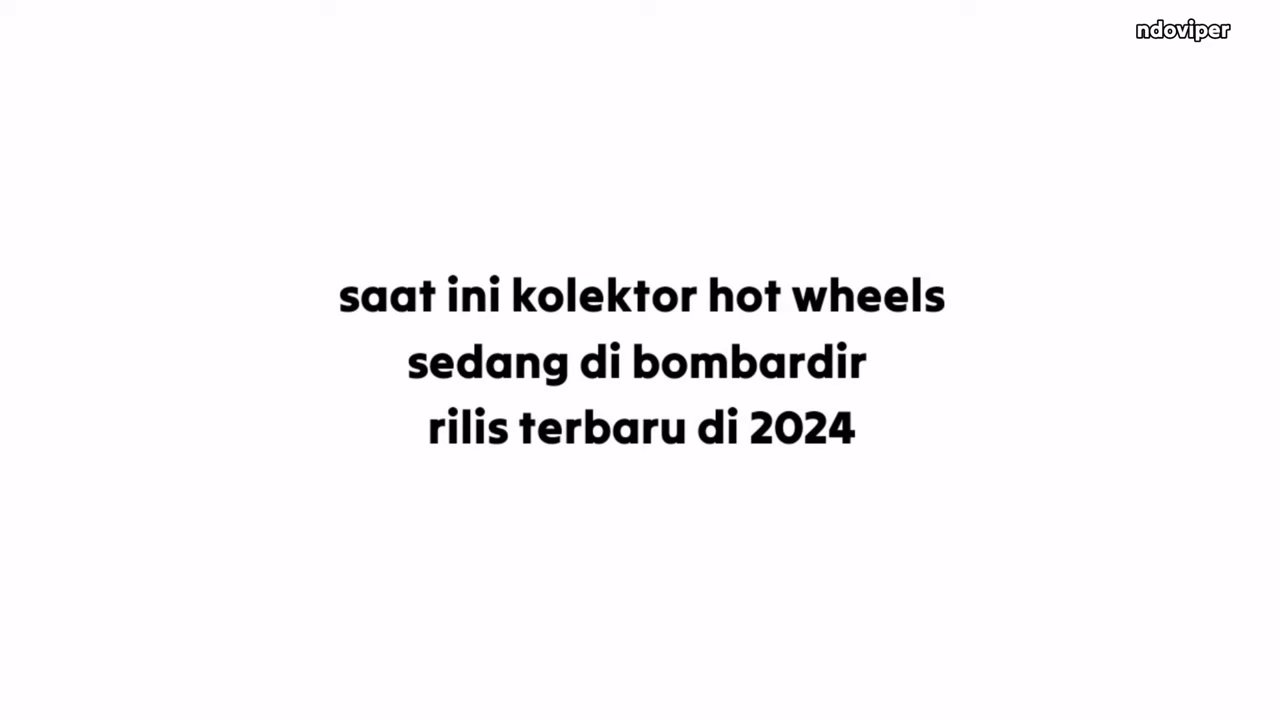 ndoviper
saat ini kolektor hot wheels
sedang di bombardir
rilis terbaru di 2024